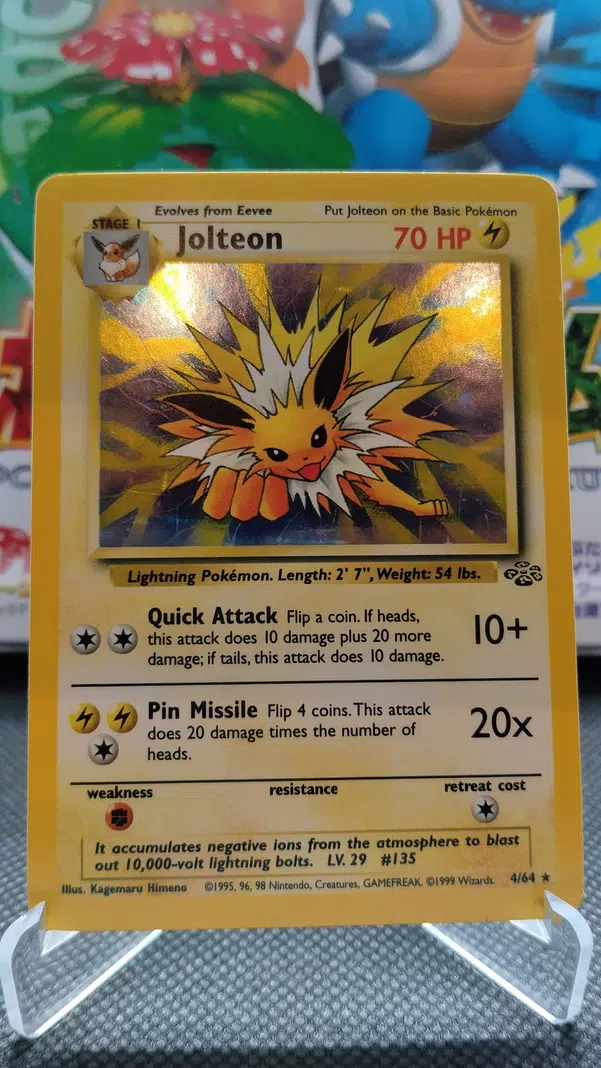 Evolves from Eevee Put Jolteon on the Basic Pokémon
STAGE 1
Jolteon 70 HP
Lightning Pokémon. Length: 2' 7", Weight: 54 lbs.
Quick Attack Flip a coin. If heads,
this attack does 10 damage plus 20 more
damage; if tails, this attack does 10 damage.
10+
Pin Missile Flip 4 coins. This attack
does 20 damage times the number of
heads.
20x
weakness resistance retreat cost
It accumulates negative ions from the atmosphere to blast
out 10,000-volt lightning bolts. LV. 29 #135
Illus. Kagemaru Himeno ©1995, 96, 98 Nintendo, Creatures, GAMEFREAK. ©1999 Wizards. 4/64 ★